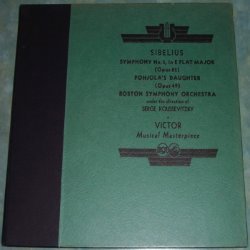 SIBELIUS
SYMPHONY No. 5, in E FLAT MAJOR
(Opus 82)
POHJOLA'S DAUGHTER
(Opus 49)
BOSTON SYMPHONY ORCHESTRA
under the direction of
SERGE KOUSSEVITZKY
VICTOR
Musical Masterpiece